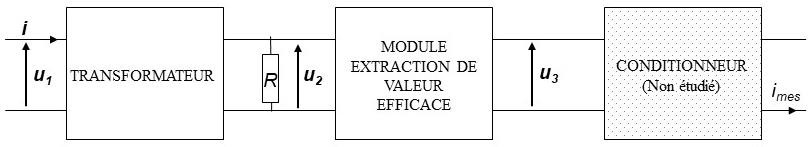 i
u1
TRANSFORMATEUR
R
u2
MODULE
EXTRACTION DE
VALEUR
EFFICACE
u3
CONDITIONNEUR
(Non étudié)
imes